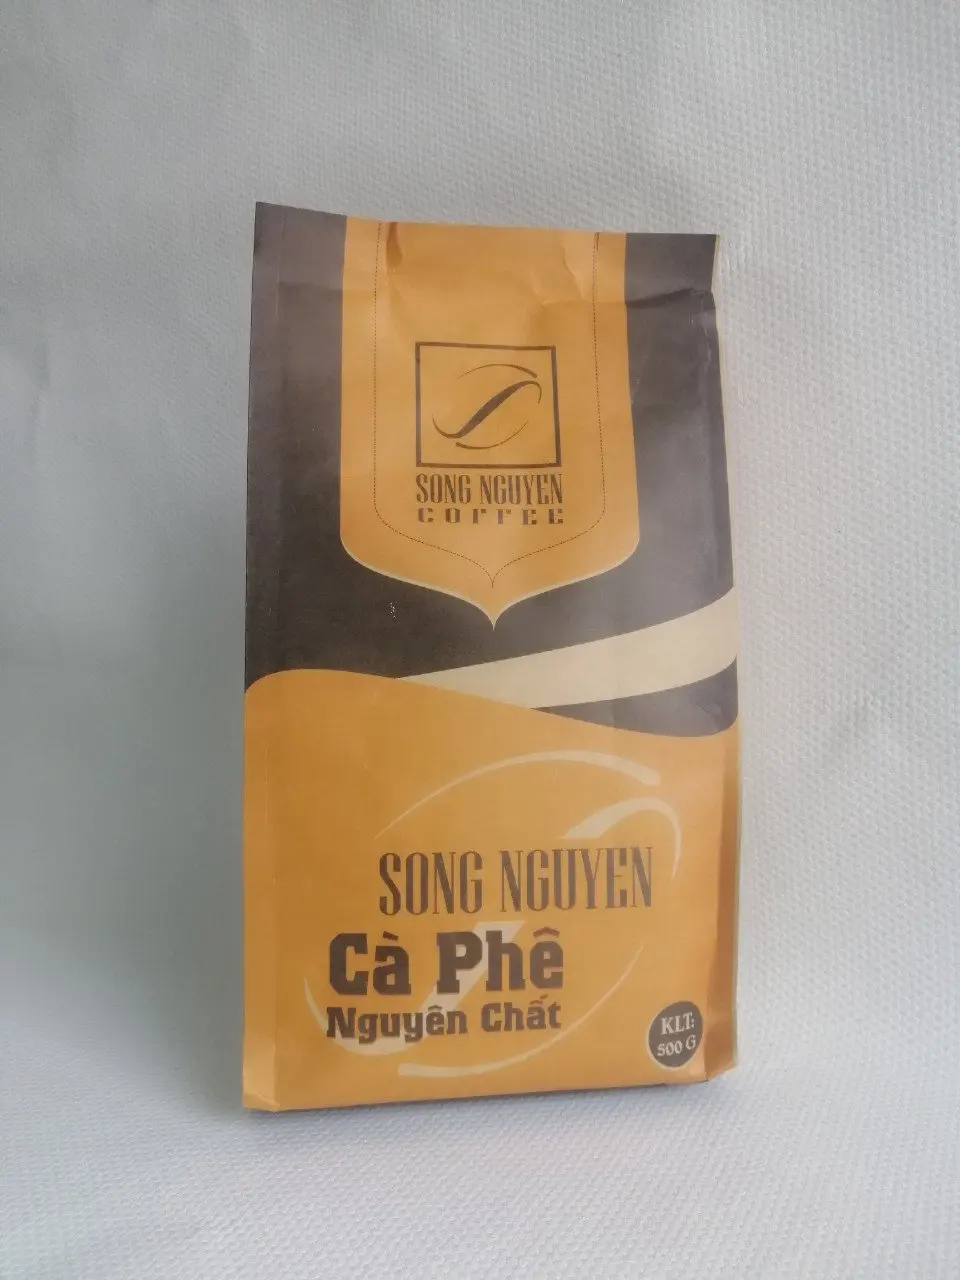 SONG NGUYEN
COFFEE
SONG NGUYEN
Cà Phê
Nguyên Chất
KLT:
500 G